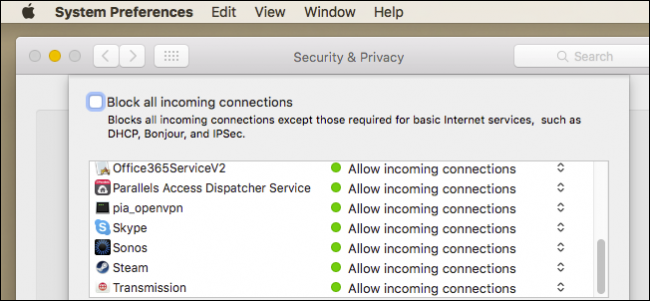 System Preferences Edit View Window Help
Security & Privacy Search
Block all incoming connections
Blocks all incoming connections except those required for basic Internet services, such as
DHCP, Bonjour, and IPSec.
Office365ServiceV2 Allow incoming connections
Parallels Access Dispatcher Service Allow incoming connections
pia_openvpn Allow incoming connections
Skype Allow incoming connections
Sonos Allow incoming connections
Steam Allow incoming connections
Transmission Allow incoming connections